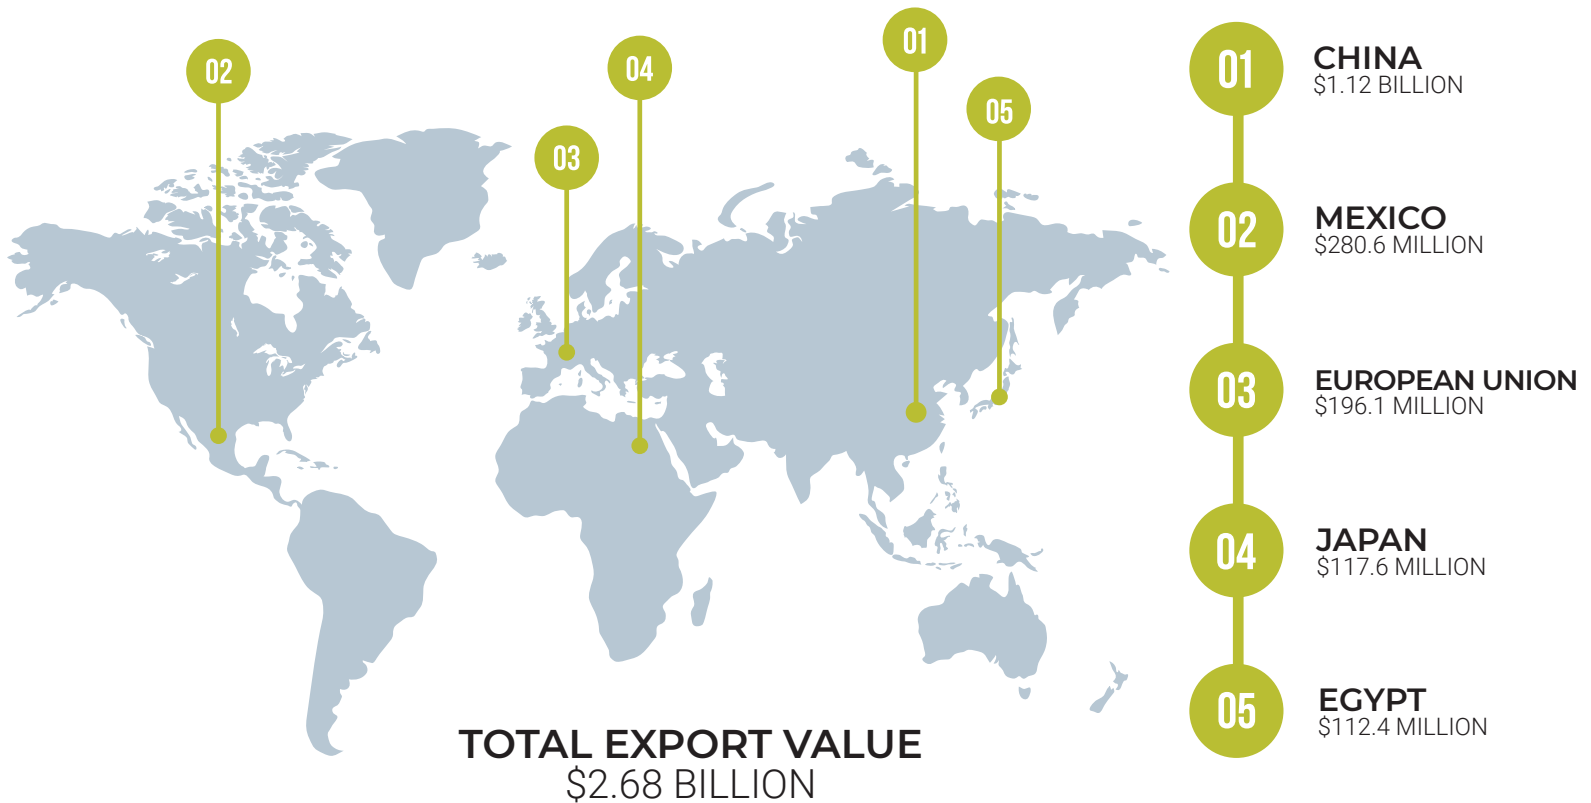 02
04
01
03
05
01
CHINA
$1.12 BILLION
02
MEXICO
$280.6 MILLION
03
EUROPEAN UNION
$196.1 MILLION
04
JAPAN
$117.6 MILLION
05
EGYPT
$112.4 MILLION
TOTAL EXPORT VALUE
$2.68 BILLION